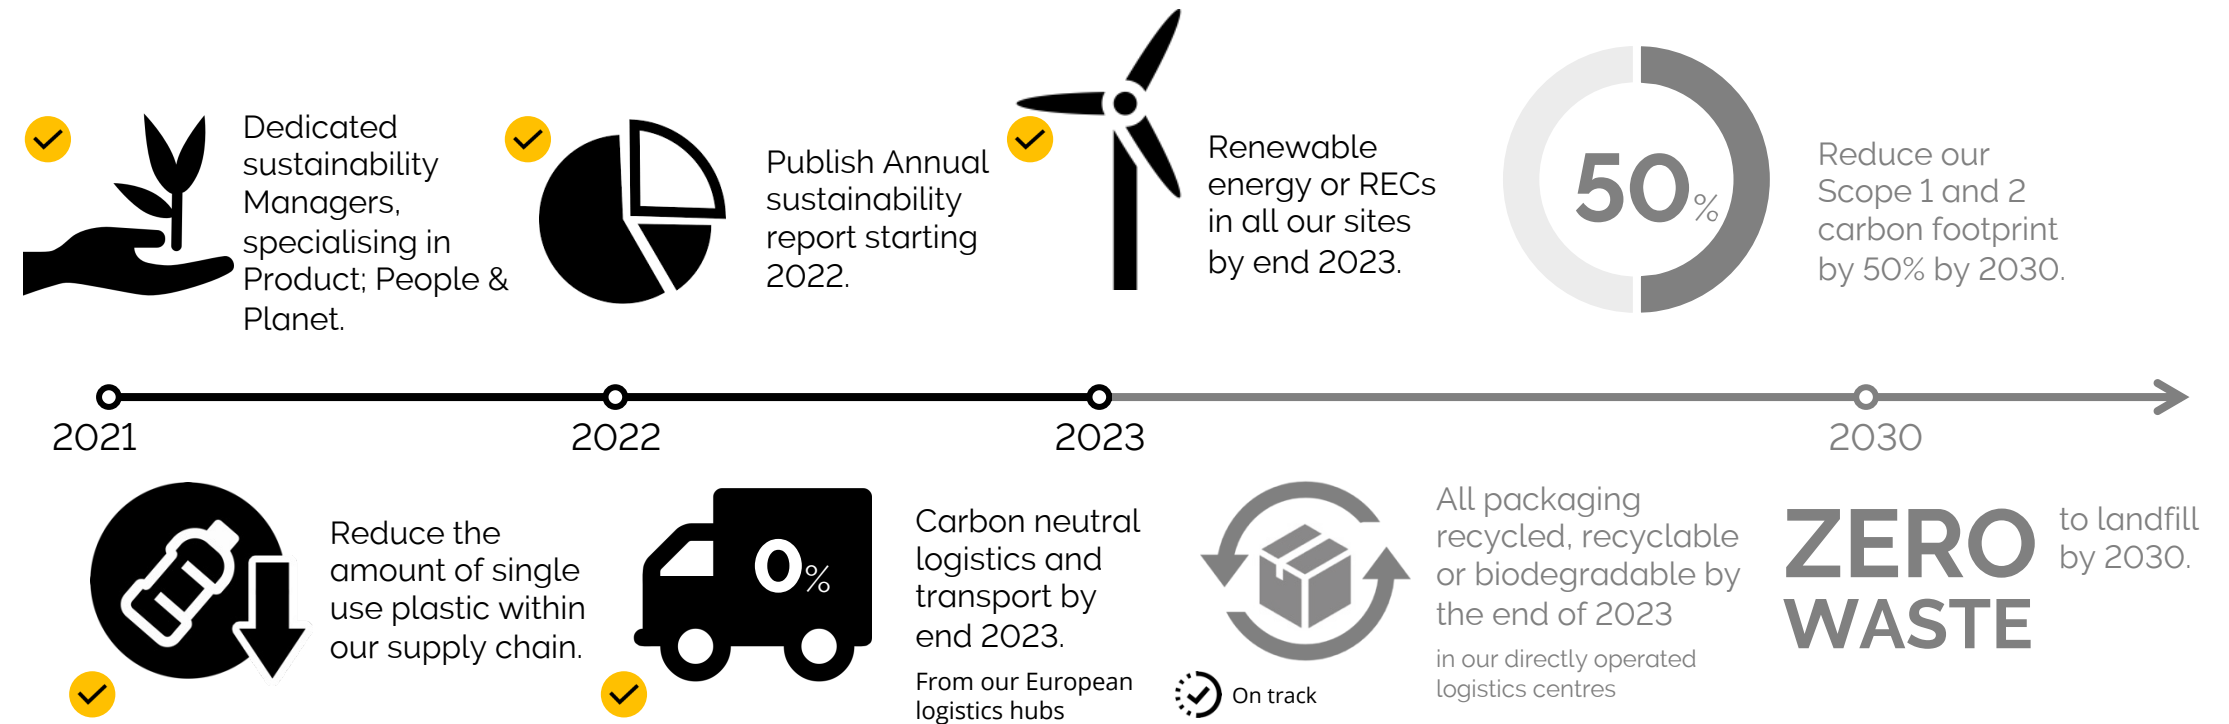 Dedicated
sustainability
Managers,
specialising in
Product; People &
Planet.
Publish Annual
sustainability
report starting
2022.
Renewable
energy or RECs
in all our sites
by end 2023.
50%
Reduce our
Scope 1 and 2
carbon footprint
by 50% by 2030.
2021
2022
2023
2030
Reduce the
amount of single
use plastic within
our supply chain.
0%
Carbon neutral
logistics and
transport by
end 2023.
From our European
logistics hubs
On track
All packaging
recycled, recyclable
or biodegradable by
the end of 2023
in our directly operated
logistics centres
ZERO
WASTE
to landfill
by 2030.